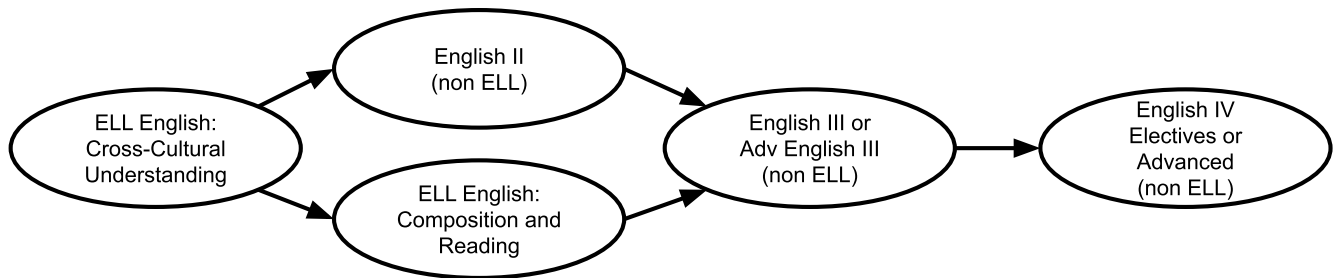 English II
(non ELL)
ELL English:
Cross-Cultural
Understanding
ELL English:
Composition and
Reading
English III or
Adv English III
(non ELL)
English IV
Electives or
Advanced
(non ELL)